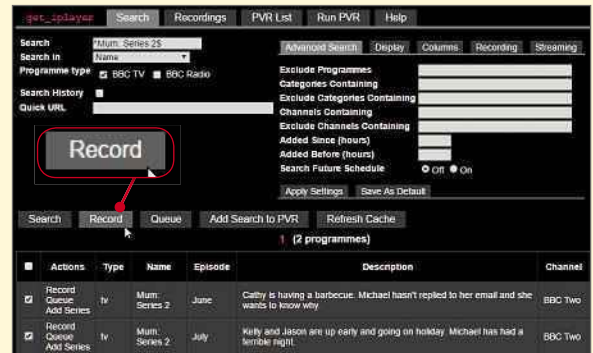 get_iplayer Search Recordings PVR List Run PVR Help
Search ^Mum: Series 2$
Search in Name
Programme type BBC TV BBC Radio
Search History
Quick URL
Advanced Search Display Columns Recording Streaming
Exclude Programmes
Categories Containing
Exclude Categories Containing
Channels Containing
Exclude Channels Containing
Added Since (hours)
Added Before (hours)
Search Future Schedule Off On
Apply Settings Save As Default
Record
Search Record Queue Add Search to PVR Refresh Cache
1 (2 programmes)
Actions Type Name Episode Description Channel
Record
Queue
Add Series
tv
Mum:
Series 2
June
Cathy is having a barbecue. Michael hasn't replied to her email and she
wants to know why.
BBC Two
Record
Queue
Add Series
tv
Mum:
Series 2
July
Kelly and Jason are up early and going on holiday. Michael has had a
terrible night.
BBC Two